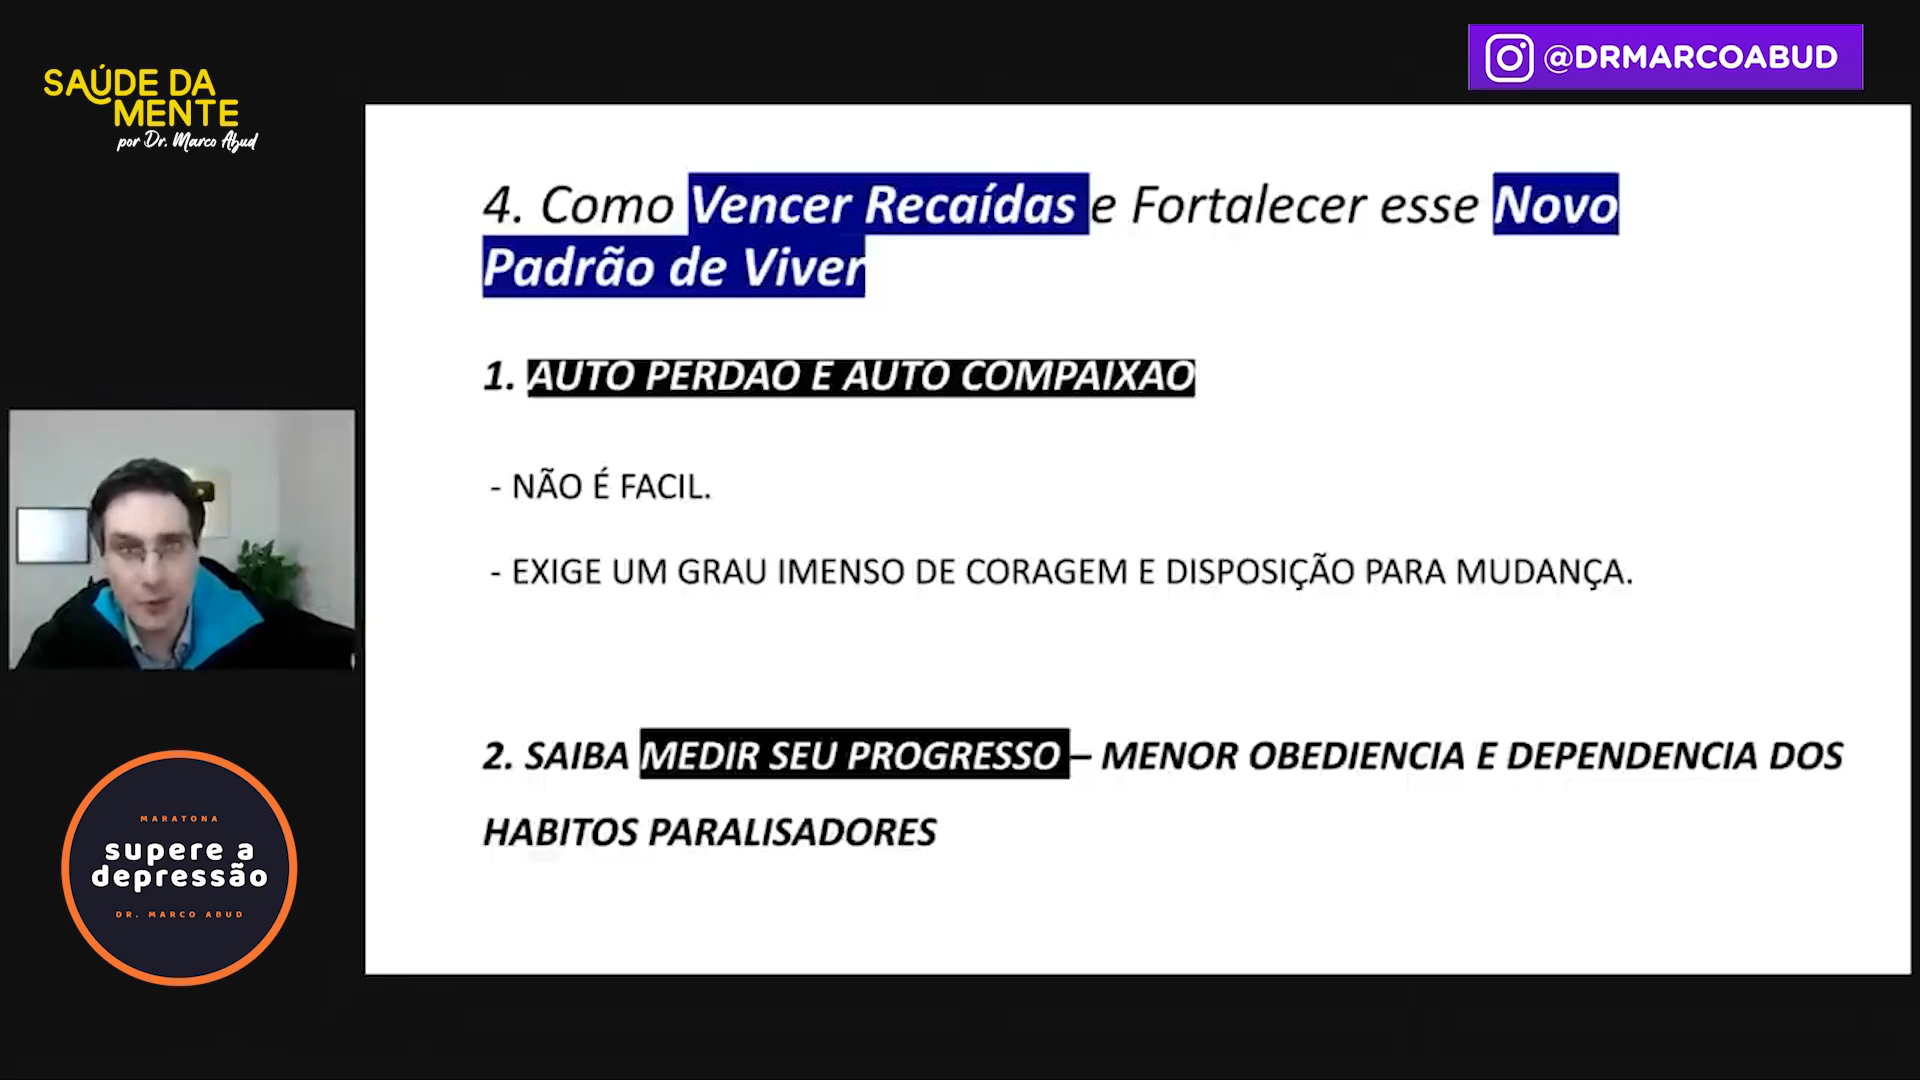 SAÚDE DA
MENTE
por Dr. Marco Abud
@DRMARCOABUD
4. Como Vencer Recaídas e Fortalecer esse Novo
Padrão de Viver
1. AUTO PERDAO E AUTO COMPAIXAO
- NÃO É FACIL.
- EXIGE UM GRAU IMENSO DE CORAGEM E DISPOSIÇÃO PARA MUDANÇA.
2. SAIBA MEDIR SEU PROGRESSO – MENOR OBEDIENCIA E DEPENDENCIA DOS
HABITOS PARALISADORES
MARATONA
supere a
depressão
DR. MARCO ABUD